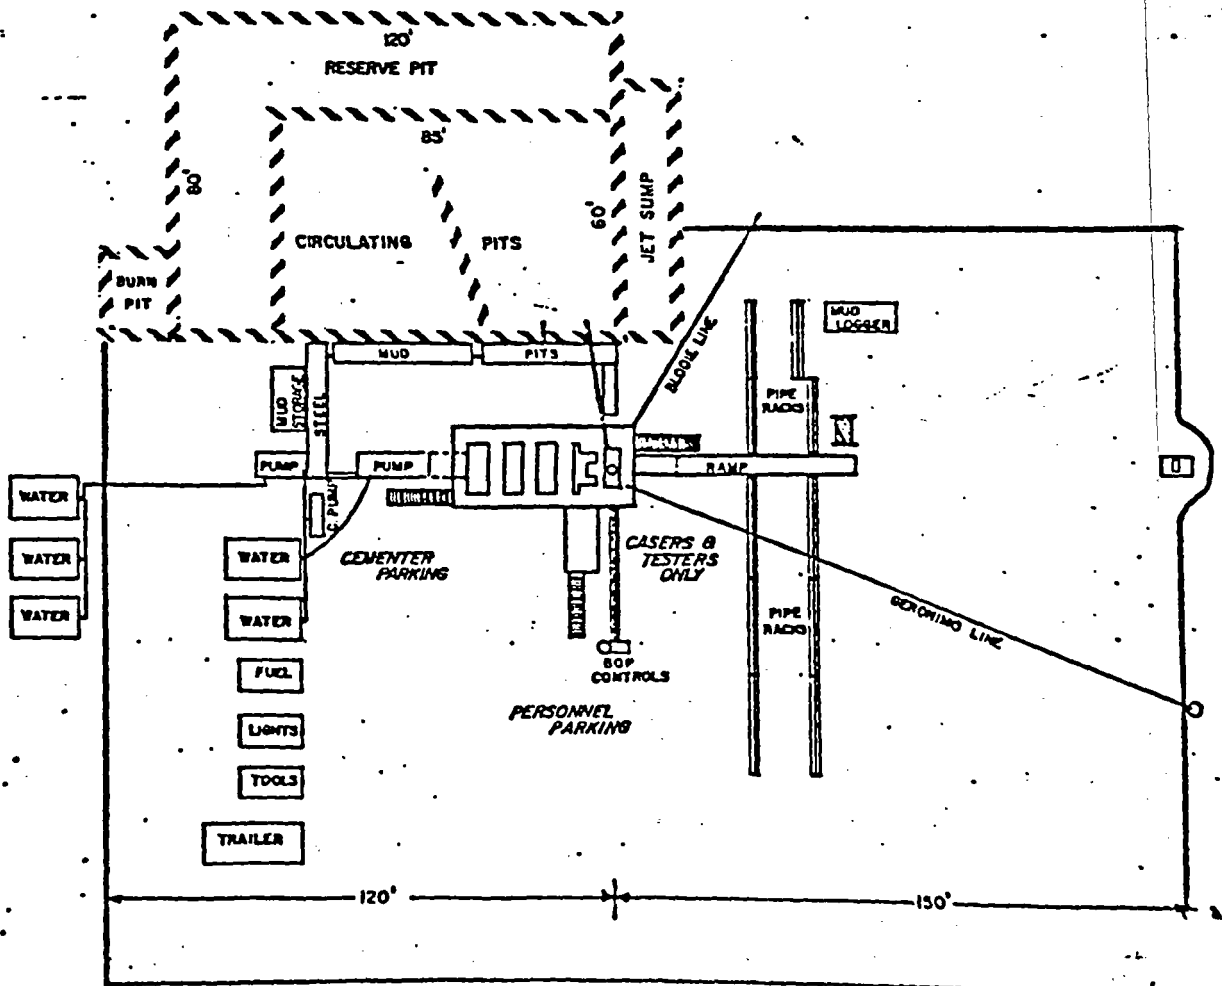 120'
RESERVE PIT
85'
80'
60'
JET SUMP
CIRCULATING PITS
BURN
PIT
MUD
LOGGER
MUD PITS
BLOOIE LINE
MUD
STORAGE
STEEL
PIPE
RACKS
PUMP
PUMP
RAMP
WATER
WATER
WATER
C. PUMP
WATER
WATER
CEMENTER
PARKING
CASERS &
TESTERS
ONLY
GERONIMO LINE
PIPE
RACKS
BOP
CONTROLS
FUEL
PERSONNEL
PARKING
LIGHTS
TOOLS
TRAILER
120'
150'